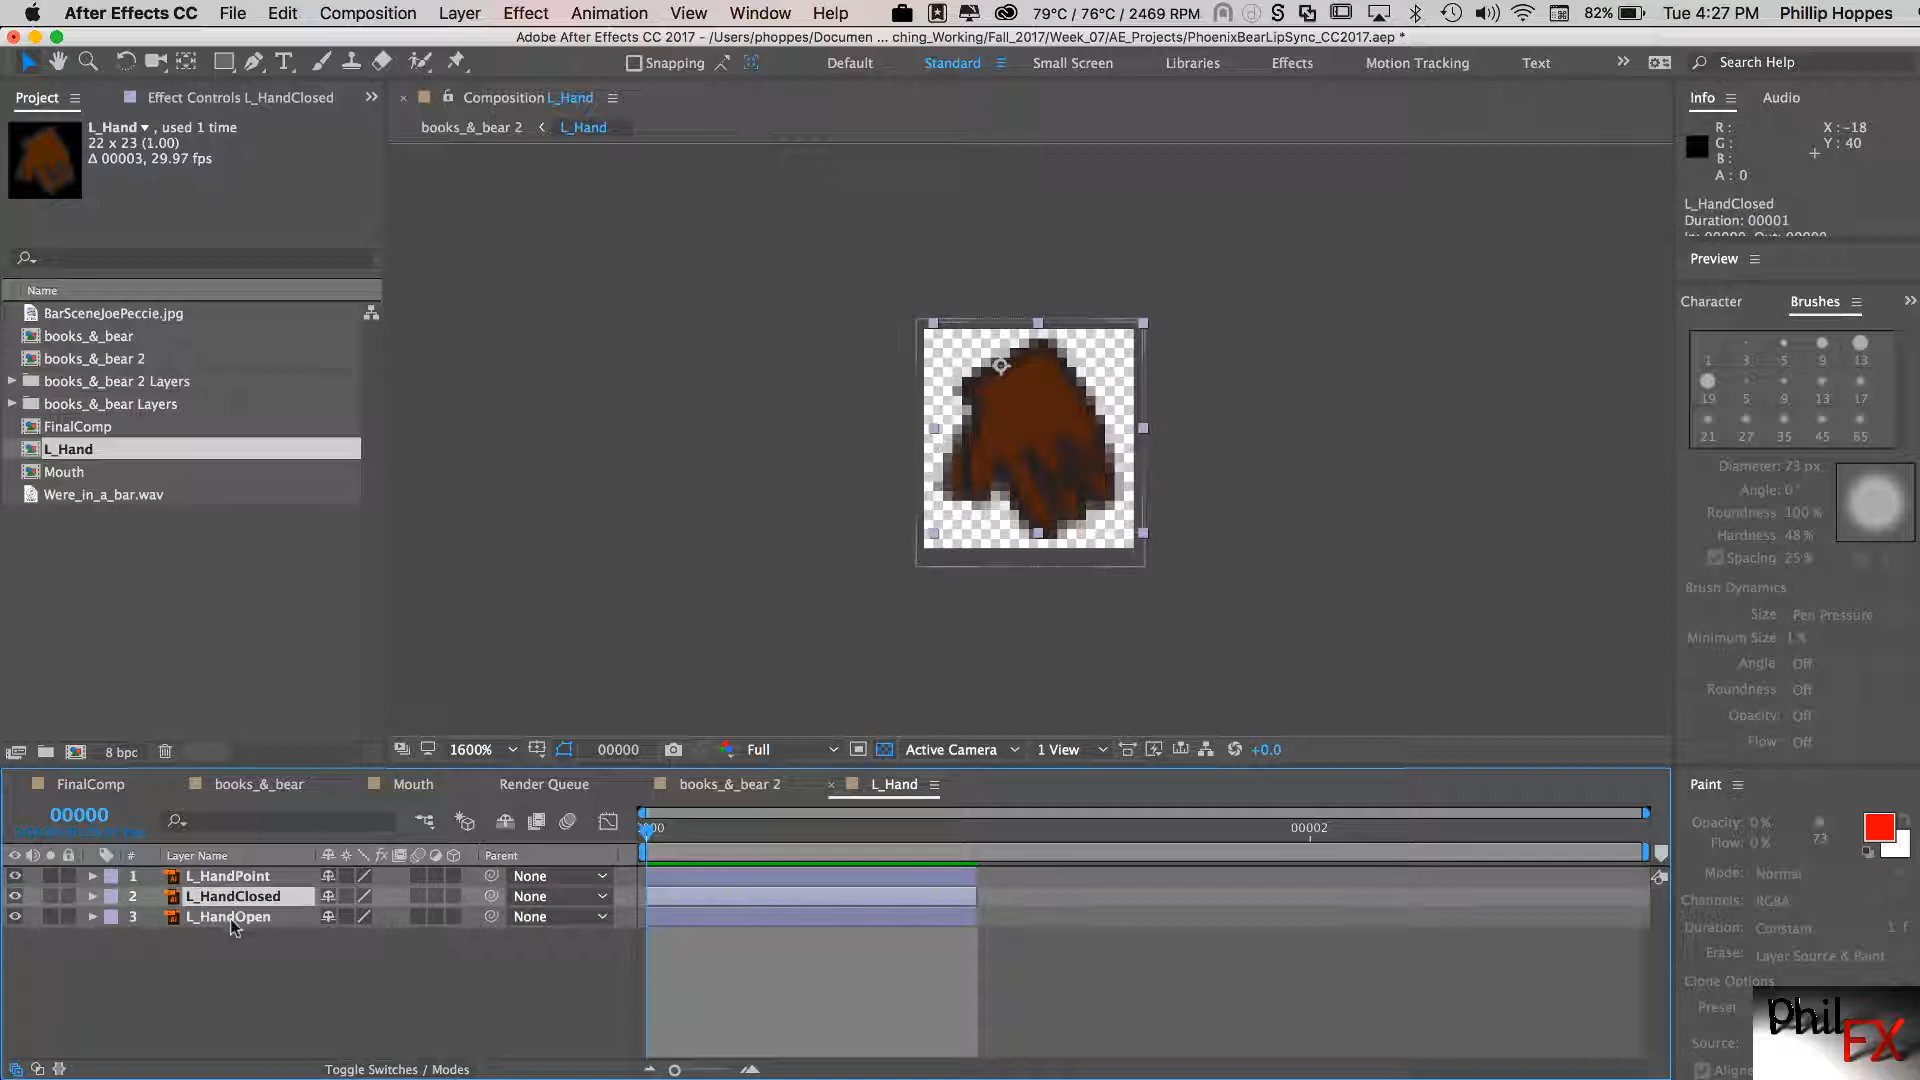 After Effects CC File Edit Composition Layer Effect Animation View Window Help 79°C / 76°C / 2469 RPM 82% Tue 4:27 PM Phillip Hoppes
Adobe After Effects CC 2017 - /Users/phoppes/Documen ... ching_Working/Fall_2017/Week_07/AE_Projects/PhoenixBearLipSync_CC2017.aep *
Snapping Default Standard Small Screen Libraries Effects Motion Tracking Text Search Help
Project Effect Controls L_HandClosed
Composition L_Hand
Info Audio
L_Hand , used 1 time
22 x 23 (1.00)
Δ 00003, 29.97 fps
books_&_bear 2 L_Hand
R :
G :
B :
A : 0
X : -18
Y : 40
L_HandClosed
Duration: 00001
Preview
Character Brushes
1 3 5 9 13
19 5 9 13 17
21 27 35 45 65
Diameter: 73 px
Angle: 0°
Roundness: 100 %
Hardness: 48 %
Spacing: 25 %
Brush Dynamics
Size Pen Pressure
Minimum Size 1 %
Angle Off
Roundness Off
Opacity: Off
Flow Off
Name
BarSceneJoePeccie.jpg
books_&_bear
books_&_bear 2
books_&_bear 2 Layers
books_&_bear Layers
FinalComp
L_Hand
Mouth
Were_in_a_bar.wav
8 bpc
1600% 00000 Full Active Camera 1 View +0.0
FinalComp books_&_bear Mouth Render Queue books_&_bear 2 × L_Hand
00000
00002
# Layer Name Parent
1 L_HandPoint None
2 L_HandClosed None
3 L_HandOpen None
Toggle Switches / Modes
Paint
Opacity: 0 %
Flow: 0 %
73
Mode: Normal
Channels: RGBA
Duration: Constant 1 f
Erase: Layer Source & Paint
Clone Options
Preset
Source:
Aligne
Phil
FX